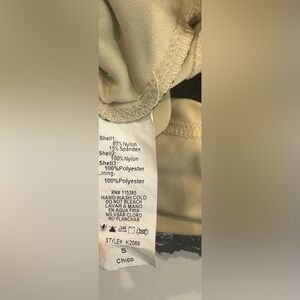 Shell1:
85%Nylon
15% Spandex
Shell2:
100%Nylon
Shell3:
100%Polyester
Lining:
100%Polyester
RN# 115385
HAND WASH COLD
DO NOT BLEACH
LAVAR A MANO
EN AGUA FRIA
NO USAR CLORO
NO PLANCHAR
STYLE# K2066
S
Chico